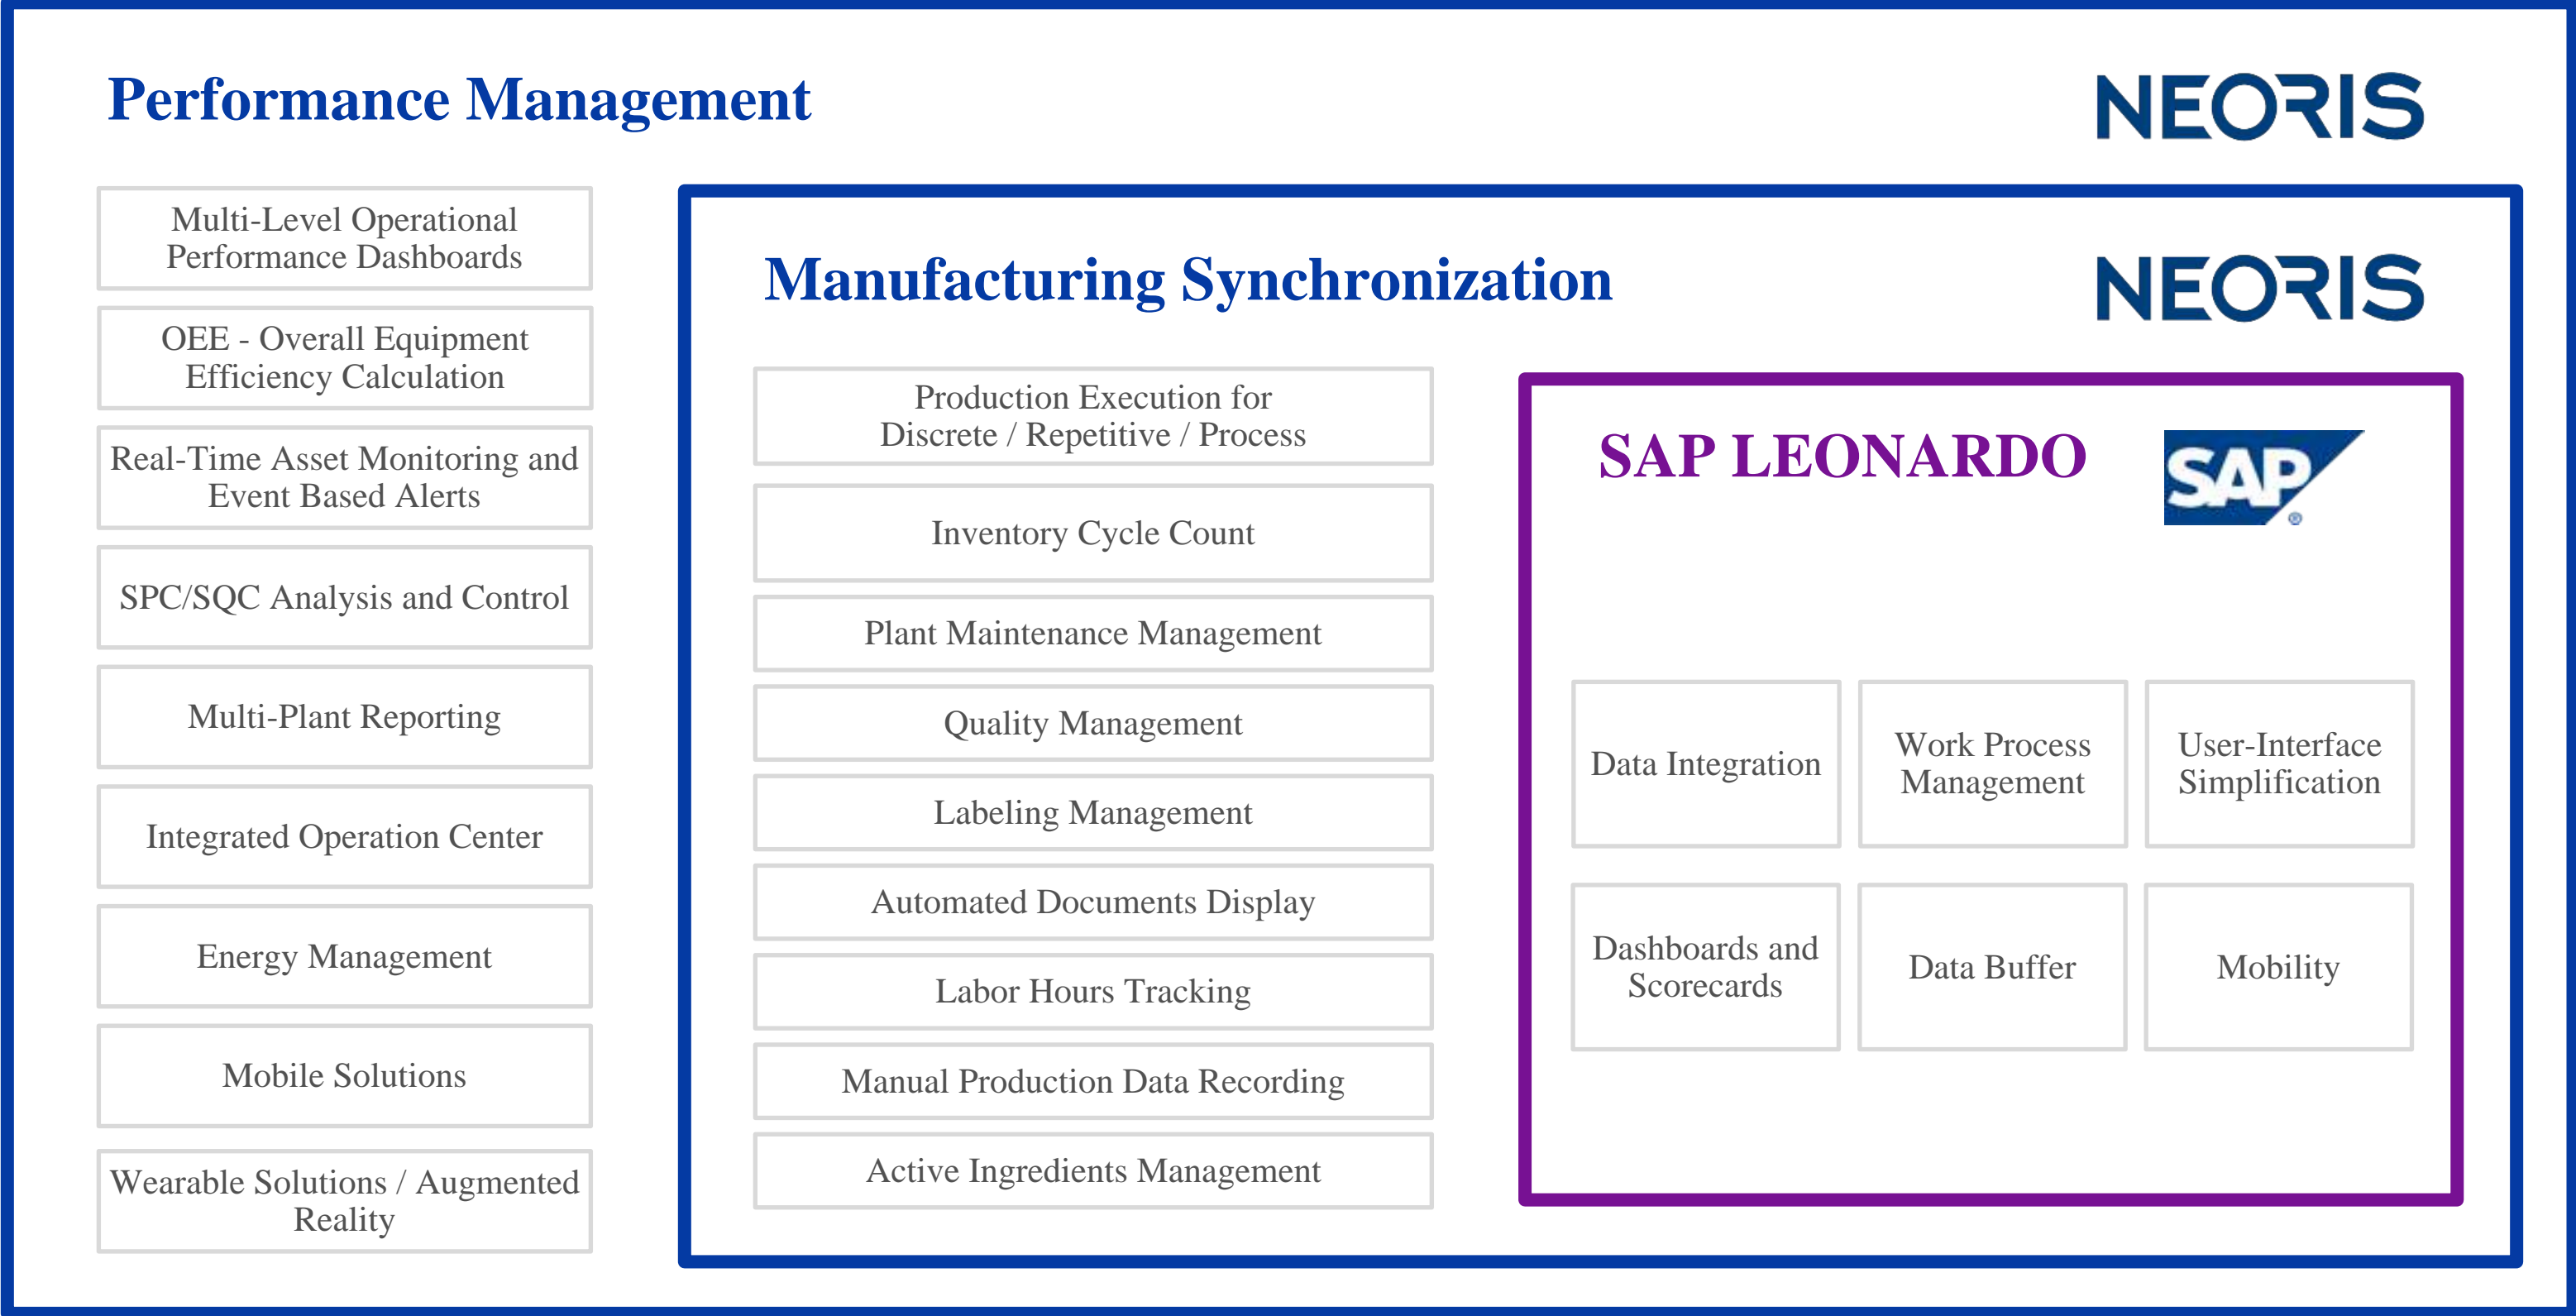 Performance Management
NEORIS
Multi-Level Operational
Performance Dashboards
OEE - Overall Equipment
Efficiency Calculation
Real-Time Asset Monitoring and
Event Based Alerts
SPC/SQC Analysis and Control
Multi-Plant Reporting
Integrated Operation Center
Energy Management
Mobile Solutions
Wearable Solutions / Augmented
Reality
Manufacturing Synchronization
NEORIS
Production Execution for
Discrete / Repetitive / Process
Inventory Cycle Count
Plant Maintenance Management
Quality Management
Labeling Management
Automated Documents Display
Labor Hours Tracking
Manual Production Data Recording
Active Ingredients Management
SAP LEONARDO
SAP®
Data Integration
Work Process
Management
User-Interface
Simplification
Dashboards and
Scorecards
Data Buffer
Mobility